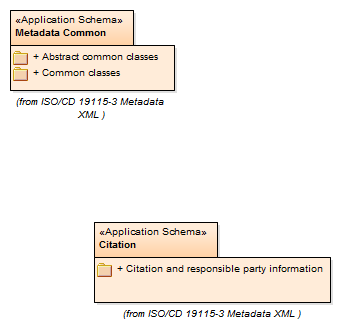 «Application Schema»
Metadata Common
+ Abstract common classes
+ Common classes
(from ISO/CD 19115-3 Metadata
XML )
«Application Schema»
Citation
+ Citation and responsible party information
(from ISO/CD 19115-3 Metadata XML )